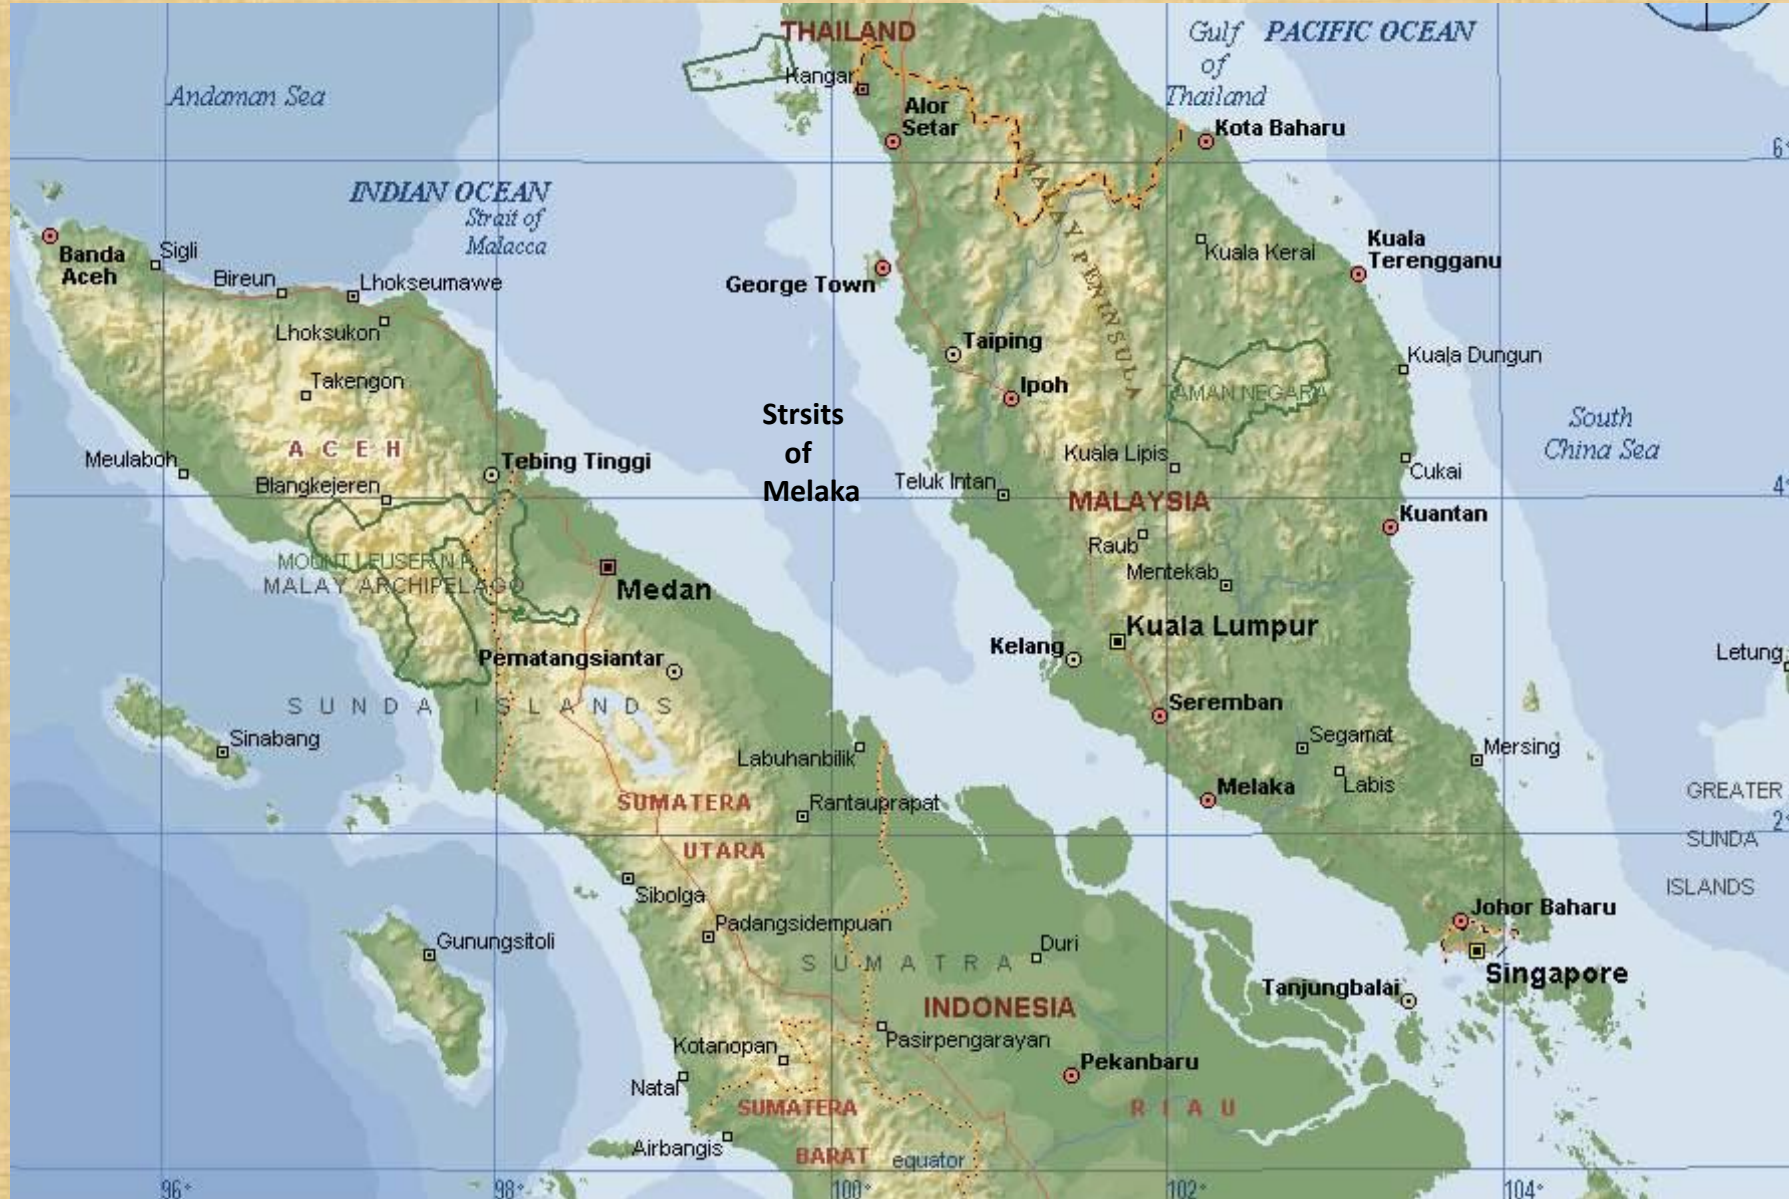 THAILAND
Gulf
of
Thailand
PACIFIC OCEAN
Andaman Sea
Kangar
Alor
Setar
Kota Baharu
6°
INDIAN OCEAN
Strait of
Malacca
MALAY PENINSULA
Banda
Aceh
Sigli
Bireun
Lhokseumawe
Lhoksukon
George Town
Kuala Kerai
Kuala
Terengganu
Taiping
Ipoh
Kuala Dungun
Takengon
TAMAN NEGARA
Strsits
of
Melaka
South
China Sea
A C E H
Meulaboh
Tebing Tinggi
Blangkejeren
Kuala Lipis
Teluk Intan
Cukai
4°
MALAYSIA
Kuantan
Raub
Mentekab
MOUNT LEUSER N.P.
MALAY ARCHIPELAGO
Medan
Kuala Lumpur
Kelang
Letung
Pematangsiantar
S U N D A I S L A N D S
Seremban
Sinabang
Labuhanbilik
Segamat
Mersing
Labis
Melaka
GREATER
SUNDA
ISLANDS
2°
SUMATERA
UTARA
Rantauprapat
Sibolga
Johor Baharu
Padangsidempuan
Gunungsitoli
Duri
S U M A T R A
Singapore
Tanjungbalai
INDONESIA
Pasirpengarayan
Kotanopan
Pekanbaru
Natal
SUMATERA
BARAT
R I A U
Airbangis
equator
96°
98°
100°
102°
104°